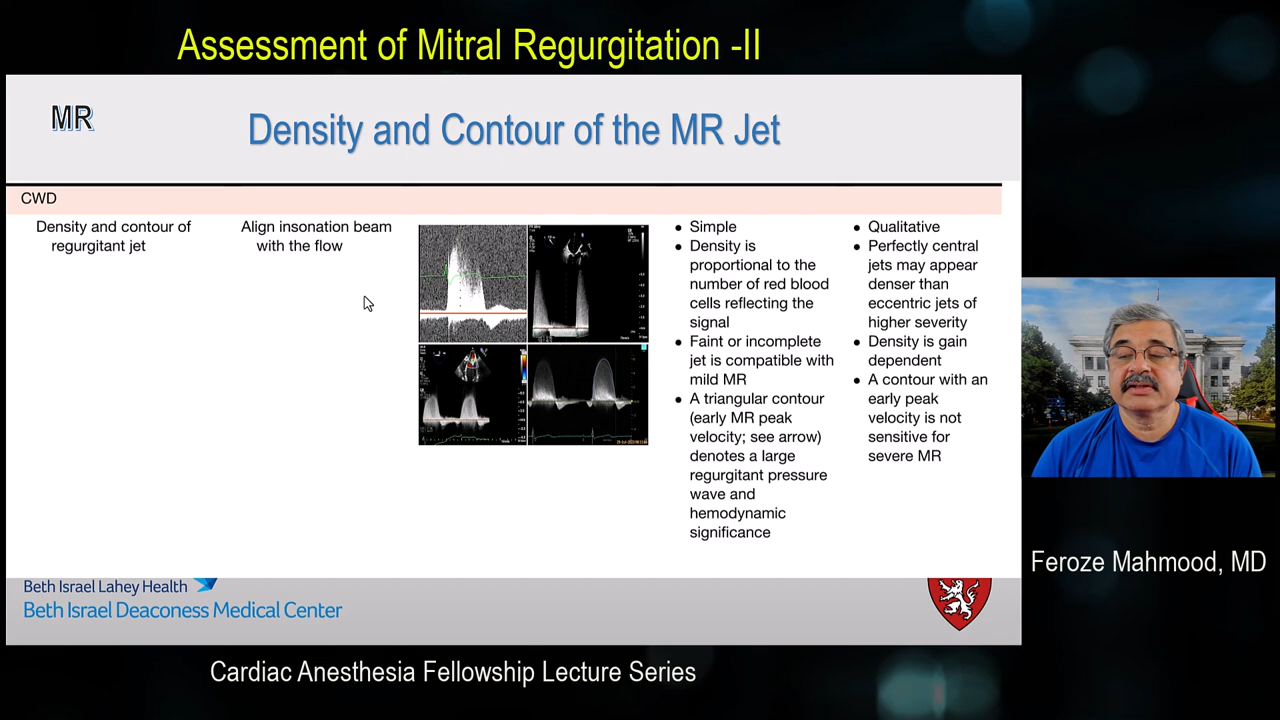 Assessment of Mitral Regurgitation -II
MR
Density and Contour of the MR Jet
CWD
Density and contour of
regurgitant jet
Align insonation beam
with the flow
• Simple
• Density is
proportional to the
number of red blood
cells reflecting the
signal
• Faint or incomplete
jet is compatible with
mild MR
• A triangular contour
(early MR peak
velocity; see arrow)
denotes a large
regurgitant pressure
wave and
hemodynamic
significance
• Qualitative
• Perfectly central
jets may appear
denser than
eccentric jets of
higher severity
• Density is gain
dependent
• A contour with an
early peak
velocity is not
sensitive for
severe MR
Feroze Mahmood, MD
Beth Israel Lahey Health
Beth Israel Deaconess Medical Center
Cardiac Anesthesia Fellowship Lecture Series